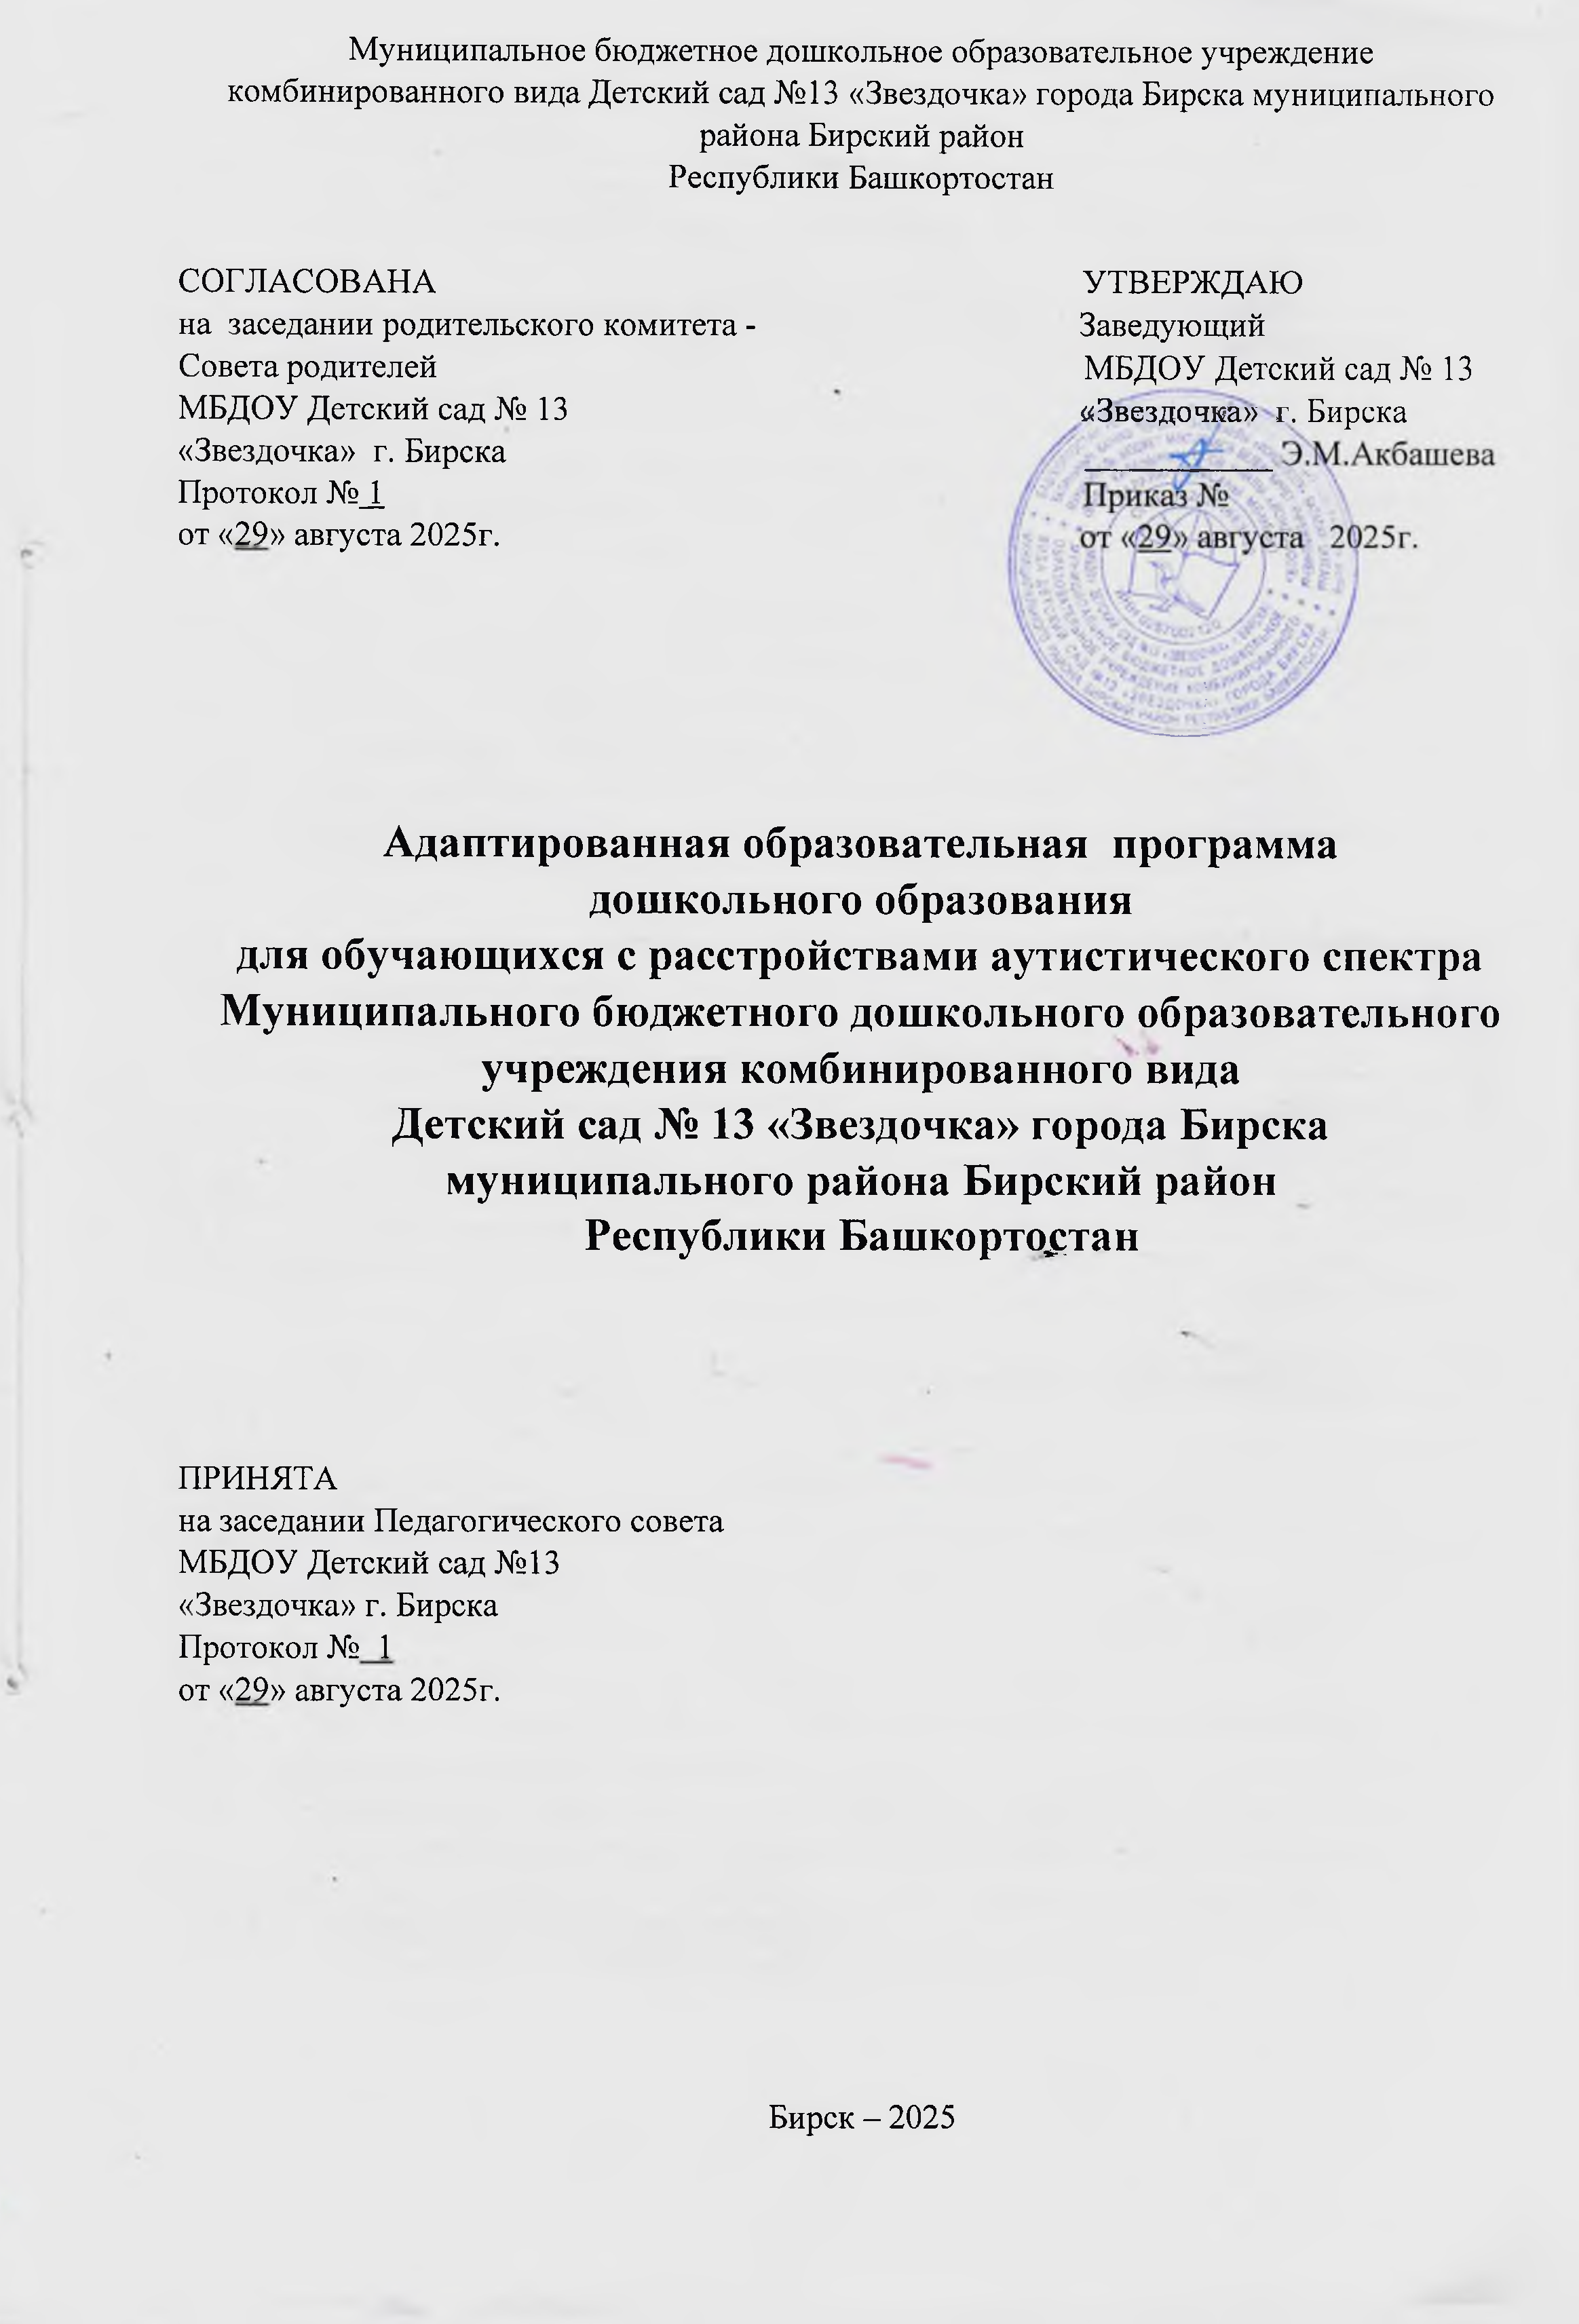 Муниципальное бюджетное дошкольное образовательное учреждение
комбинированного вида Детский сад №13 «Звездочка» города Бирска муниципального
района Бирский район
Республики Башкортостан
СОГЛАСОВАНА
на заседании родительского комитета -
Совета родителей
МБДОУ Детский сад № 13
«Звездочка» г. Бирска
Протокол № 1
от «29» августа 2025г.
УТВЕРЖДАЮ
Заведующий
МБДОУ Детский сад № 13
«Звездочка» г. Бирска
___________ Э.М.Акбашева
Приказ №
от «29» августа 2025г.
Адаптированная образовательная программа
дошкольного образования
для обучающихся с расстройствами аутистического спектра
Муниципального бюджетного дошкольного образовательного
учреждения комбинированного вида
Детский сад № 13 «Звездочка» города Бирска
муниципального района Бирский район
Республики Башкортостан
ПРИНЯТА
на заседании Педагогического совета
МБДОУ Детский сад №13
«Звездочка» г. Бирска
Протокол № 1
от «29» августа 2025г.
Бирск – 2025